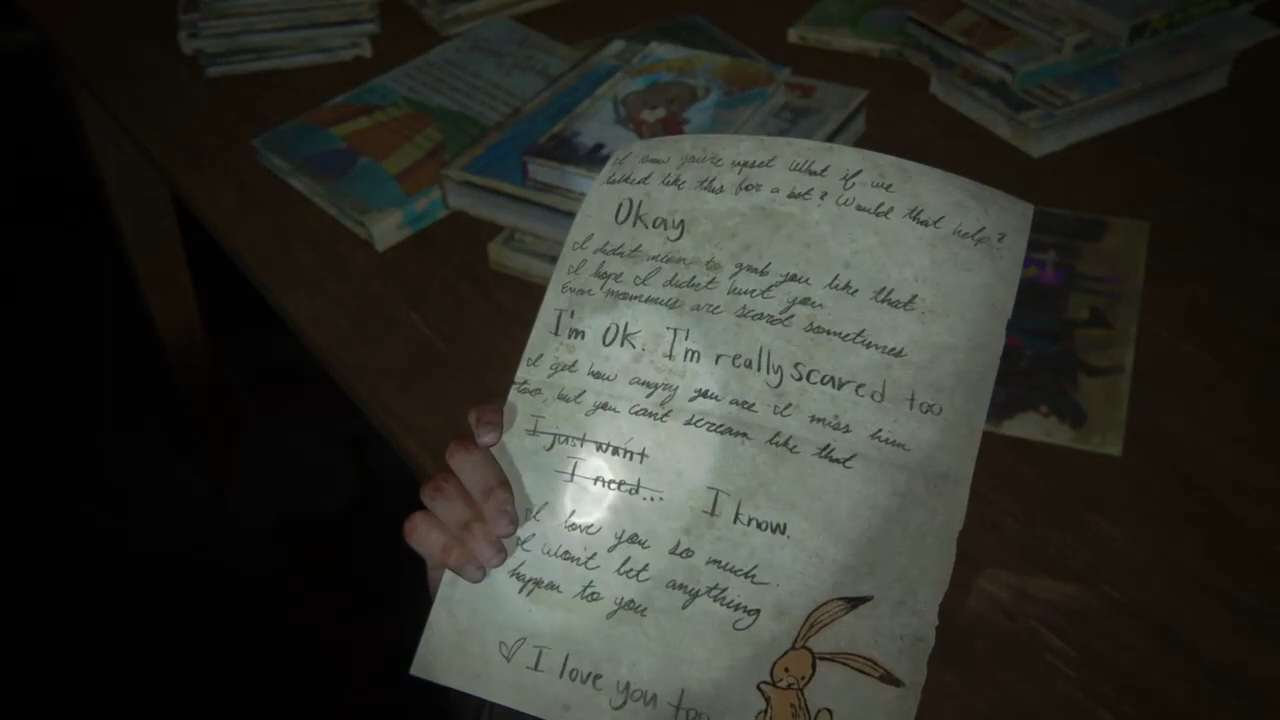 I know you're upset What if we
talked like this for a bit? Would that help?
Okay
I didn't mean to grab you like that.
I hope I didn't hurt you
Even mommies are scard sometimes
I'm OK. I'm really scared too
I get how angry you are I miss him
too, but you cant scream like that
I just want
I need...
I know.
I love you so much.
I won't let anything
happen to you
I love you too